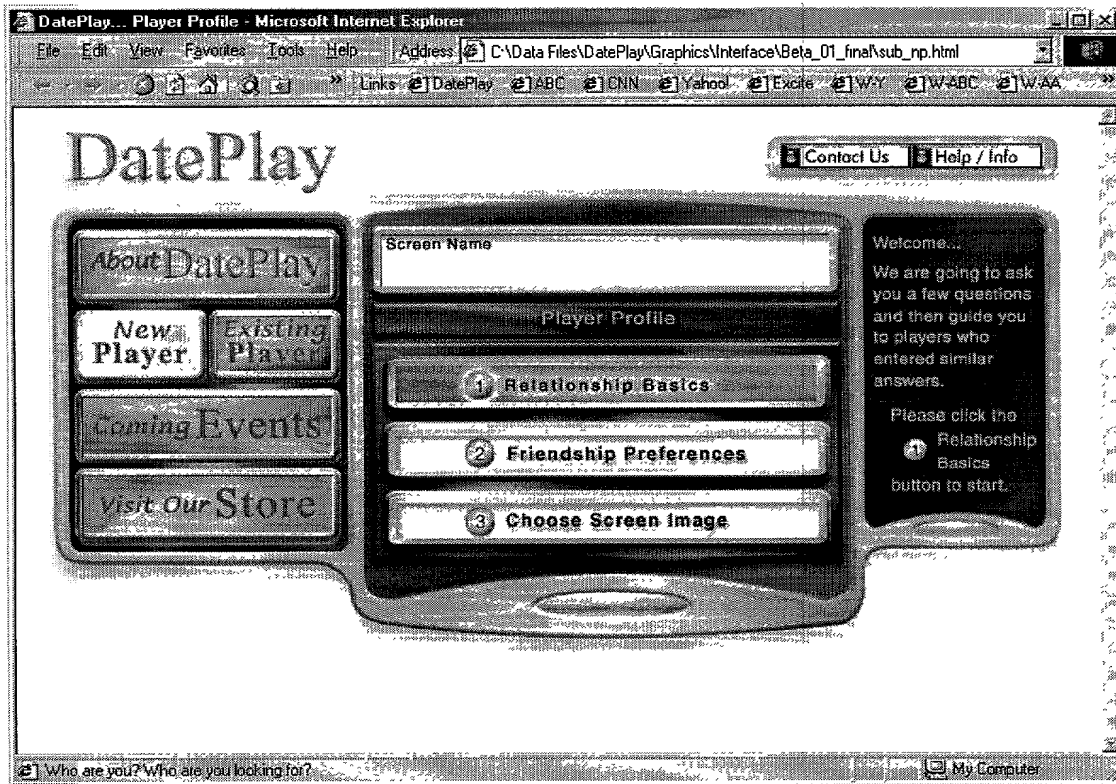 DatePlay... Player Profile - Microsoft Internet Explorer
File Edit View Favorites Tools Help Address C:\Data Files\DatePlay\Graphics\Interface\Beta_01_final\sub_np.html
» Links DatePlay ABC CNN Yahoo! Excite W-Y W-ABC W-AA »
DatePlay
Contact Us Help / Info
About DatePlay
New Player
Existing Player
Coming Events
Visit Our Store
Screen Name
Player Profile
1 Relationship Basics
2 Friendship Preferences
3 Choose Screen Image
Welcome...
We are going to ask
you a few questions
and then guide you
to players who
entered similar
answers.
Please click the
1 Relationship
Basics
button to start.
Who are you? Who are you looking for?
My Computer